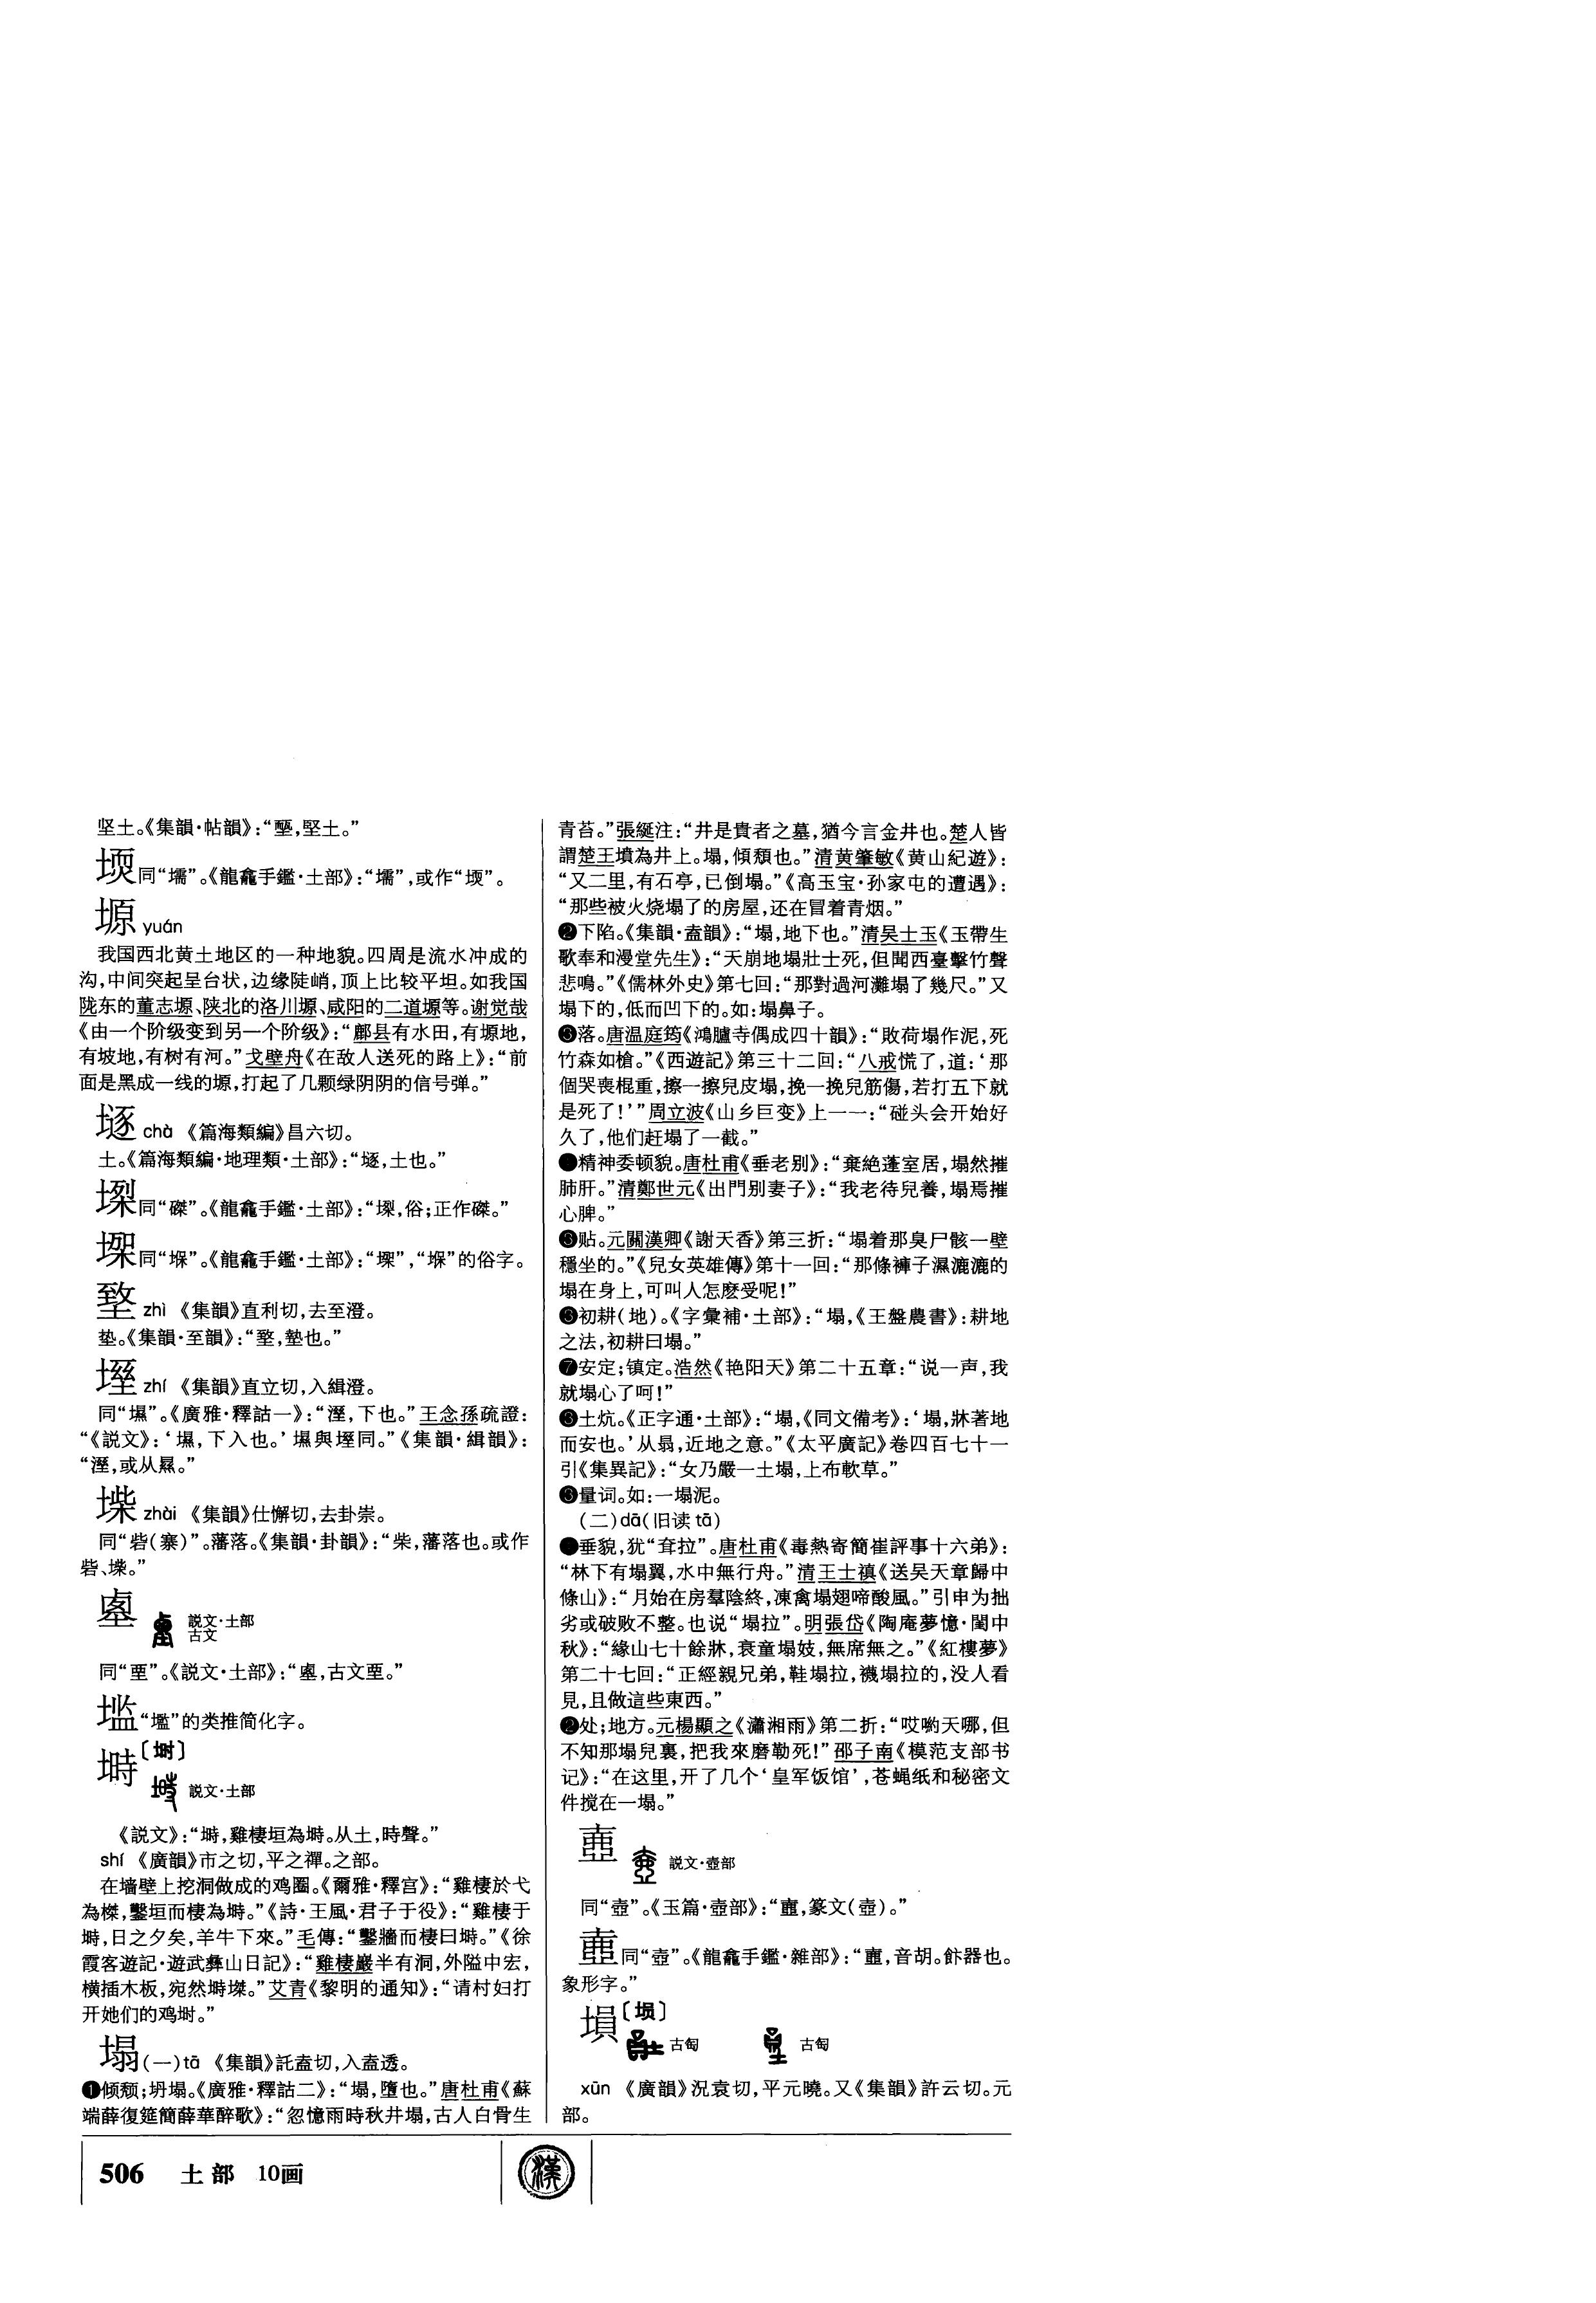 坚土。《集韻·帖韻》：“㙪，堅土。”
堧同“壖”。《龍龕手鑑·土部》：“壖”，或作“堧”。
塬 yuán
我国西北黄土地区的一种地貌。四周是流水冲成的
沟，中间突起呈台状，边缘陡峭，顶上比较平坦。如我国
陇东的董志塬、陕北的洛川塬、咸阳的二道塬等。谢觉哉
《由一个阶级变到另一个阶级》：“鄜县有水田，有塬地，
有坡地，有树有河。”戈壁舟《在敌人送死的路上》：“前
面是黑成一线的塬，打起了几颗绿阴阴的信号弹。”
chà 《篇海類編》昌六切。
土。《篇海類編·地理類·土部》：“，土也。”
同“磔”。《龍龕手鑑·土部》：“，俗；正作磔。”
同“垛”。《龍龕手鑑·土部》：“”，“垛”的俗字。
zhì 《集韻》直利切，去至澄。
垫。《集韻·至韻》：“，墊也。”
zhí 《集韻》直立切，入緝澄。
同“㙷”。《廣雅·釋詁一》：“，下也。”王念孫疏證：
“《説文》：‘㙷，下入也。’㙷與同。”《集韻·緝韻》：
“，或从㬎。”
zhài 《集韻》仕懈切，去卦崇。
同“砦（寨）”。藩落。《集韻·卦韻》：“柴，藩落也。或作
砦、。”
説文·土部
古文
同“垔”。《説文·土部》：“，古文垔。”
“壏”的类推简化字。
塒〔埘〕
説文·土部
《説文》：“塒，雞棲垣為塒。从土，時聲。”
shí 《廣韻》市之切，平之禪。之部。
在墙壁上挖洞做成的鸡圈。《爾雅·釋宫》：“雞棲於弋
為榤，鑿垣而棲為塒。”《詩·王風·君子于役》：“雞棲于
塒，日之夕矣，羊牛下來。”毛傳：“鑿牆而棲曰塒。”《徐
霞客遊記·遊武彝山日記》：“雞棲巖半有洞，外隘中宏，
横插木板，宛然塒榤。”艾青《黎明的通知》：“请村妇打
开她们的鸡埘。”
塌（一）tā 《集韻》託盍切，入盍透。
❶倾颓；坍塌。《廣雅·釋詁二》：“塌，墮也。”唐杜甫《蘇
端薛復筵簡薛華醉歌》：“忽憶雨時秋井塌，古人白骨生
青苔。”張綖注：“井是貴者之墓，猶今言金井也。楚人皆
謂楚王墳為井上。塌，傾頽也。”清黄肇敏《黄山紀遊》：
“又二里，有石亭，已倒塌。”《高玉宝·孙家屯的遭遇》：
“那些被火烧塌了的房屋，还在冒着青烟。”
❷下陷。《集韻·盍韻》：“塌，地下也。”清吴士玉《玉帶生
歌奉和漫堂先生》：“天崩地塌壯士死，但聞西臺擊竹聲
悲鳴。”《儒林外史》第七回：“那對過河灘塌了幾尺。”又
塌下的，低而凹下的。如：塌鼻子。
❸落。唐温庭筠《鴻臚寺偶成四十韻》：“敗荷塌作泥，死
竹森如槍。”《西遊記》第三十二回：“八戒慌了，道：‘那
個哭喪棍重，擦一擦兒皮塌，挽一挽兒筋傷，若打五下就
是死了！’”周立波《山乡巨变》上一一：“碰头会开始好
久了，他们赶塌了一截。”
❹精神委顿貌。唐杜甫《垂老别》：“棄絶蓬室居，塌然摧
肺肝。”清鄭世元《出門别妻子》：“我老待兒養，塌焉摧
心脾。”
❺贴。元關漢卿《謝天香》第三折：“塌着那臭尸骸一壁
穩坐的。”《兒女英雄傳》第十一回：“那條褲子濕漉漉的
塌在身上，可叫人怎麽受呢！”
❻初耕（地）。《字彙補·土部》：“塌，《王盤農書》：耕地
之法，初耕曰塌。”
❼安定；镇定。浩然《艳阳天》第二十五章：“说一声，我
就塌心了呵！”
❽土炕。《正字通·土部》：“塌，《同文備考》：‘塌，牀著地
而安也。’从⺜，近地之意。”《太平廣記》卷四百七十一
引《集異記》：“女乃嚴一土塌，上布軟草。”
❾量词。如：一塌泥。
（二）dā（旧读 tā）
❶垂貌，犹“耷拉”。唐杜甫《毒熱寄簡崔評事十六弟》：
“林下有塌翼，水中無行舟。”清王士禛《送吴天章歸中
條山》：“月始在房羣陰終，凍禽塌翅啼酸風。”引申为拙
劣或破败不整。也说“塌拉”。明張岱《陶庵夢憶·閏中
秋》：“緣山七十餘牀，衰童塌妓，無席無之。”《紅樓夢》
第二十七回：“正經親兄弟，鞋塌拉，襪塌拉的，没人看
見，且做這些東西。”
❷处；地方。元楊顯之《瀟湘雨》第二折：“哎喲天哪，但
不知那塌兒裏，把我來磨勒死！”邵子南《模范支部书
记》：“在这里，开了几个‘皇军饭馆’，苍蝇纸和秘密文
件搅在一塌。”
説文·壺部
同“壺”。《玉篇·壺部》：“，篆文（壺）。”
同“壺”。《龍龕手鑑·雜部》：“，音胡。飰器也。
象形字。”
塤〔埙〕
古匋 古匋
xūn 《廣韻》況袁切，平元曉。又《集韻》許云切。元
部。
506 土部 10画
漢